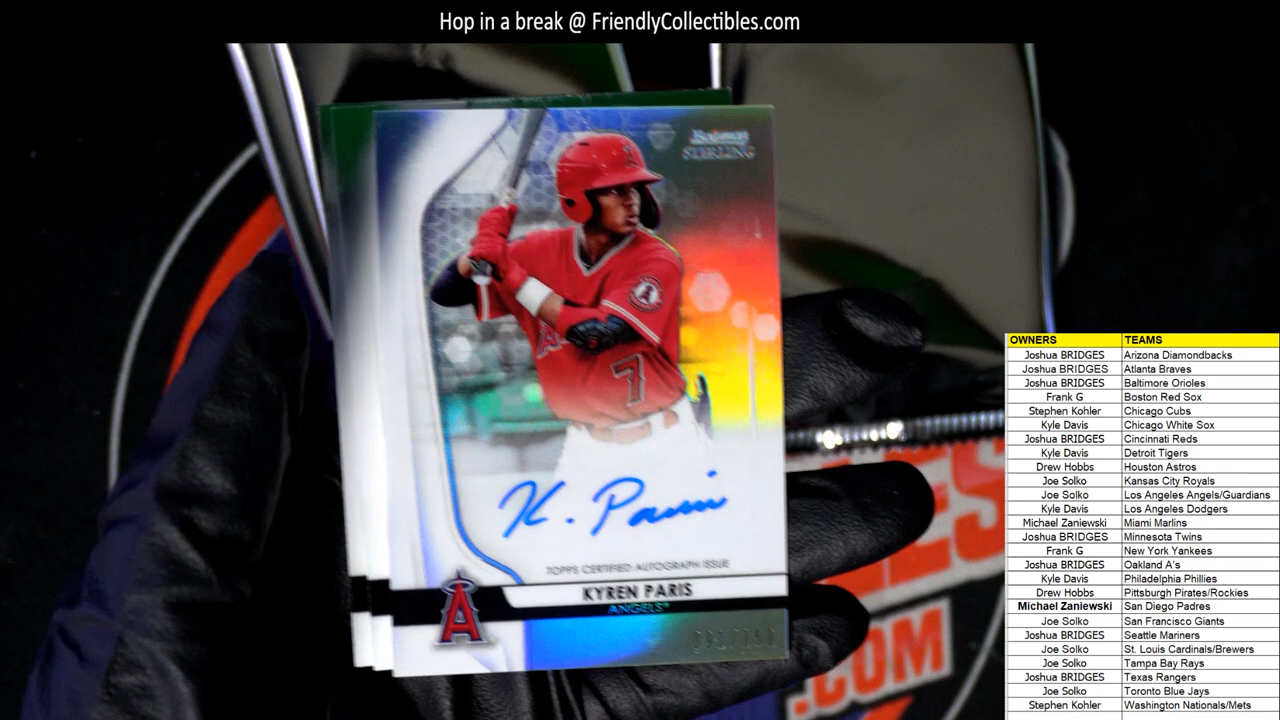 Hop in a break @ FriendlyCollectibles.com
Bowman
STERLING
7
K. Paris
TOPPS CERTIFIED AUTOGRAPH ISSUE
KYREN PARIS
ANGELS
A
.COM
OWNERS TEAMS
Joshua BRIDGES Arizona Diamondbacks
Joshua BRIDGES Atlanta Braves
Joshua BRIDGES Baltimore Orioles
Frank G Boston Red Sox
Stephen Kohler Chicago Cubs
Kyle Davis Chicago White Sox
Joshua BRIDGES Cincinnati Reds
Kyle Davis Detroit Tigers
Drew Hobbs Houston Astros
Joe Solko Kansas City Royals
Joe Solko Los Angeles Angels/Guardians
Kyle Davis Los Angeles Dodgers
Michael Zaniewski Miami Marlins
Joshua BRIDGES Minnesota Twins
Frank G New York Yankees
Joshua BRIDGES Oakland A's
Kyle Davis Philadelphia Phillies
Drew Hobbs Pittsburgh Pirates/Rockies
Michael Zaniewski San Diego Padres
Joe Solko San Francisco Giants
Joshua BRIDGES Seattle Mariners
Joe Solko St. Louis Cardinals/Brewers
Joe Solko Tampa Bay Rays
Joshua BRIDGES Texas Rangers
Joe Solko Toronto Blue Jays
Stephen Kohler Washington Nationals/Mets